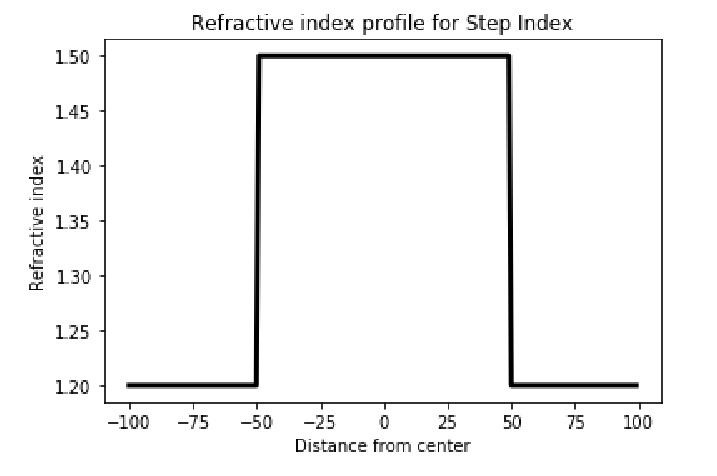 Refractive index profile for Step Index
1.50
1.45
1.40
1.35
1.30
1.25
1.20
Refractive index
−100 −75 −50 −25 0 25 50 75 100
Distance from center